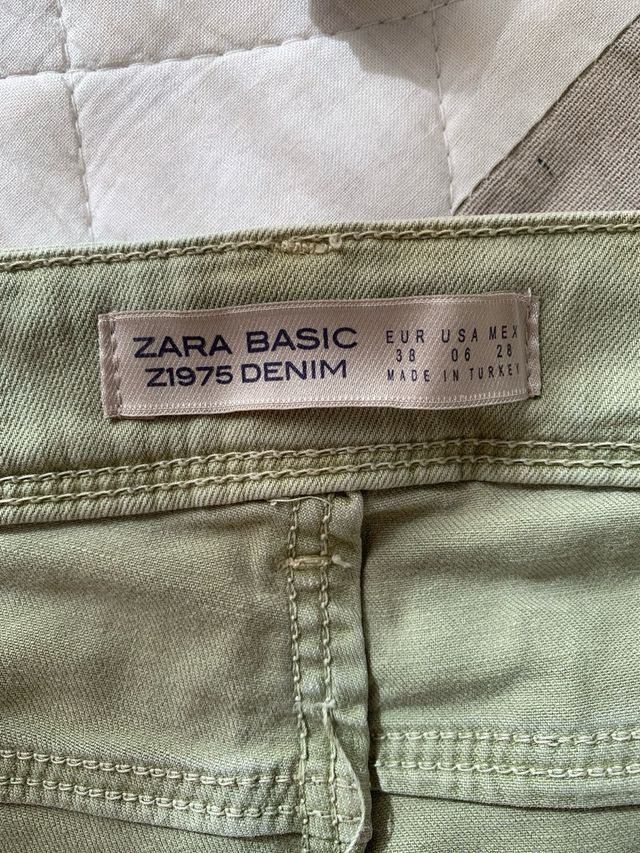 ZARA BASIC
Z1975 DENIM
EUR USA MEX
38 06 28
MADE IN TURKEY